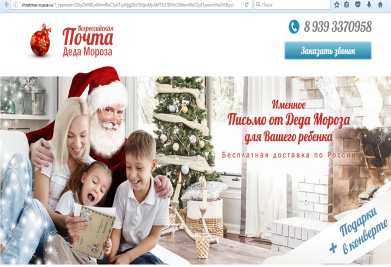 8 939 3370958
Всероссийская
Почта
Деда Мороза
Заказать звонок
Именное
Письмо от Деда Мороза
для Вашего ребенка
Бесплатная доставка по России
+ Подарки
в конверте